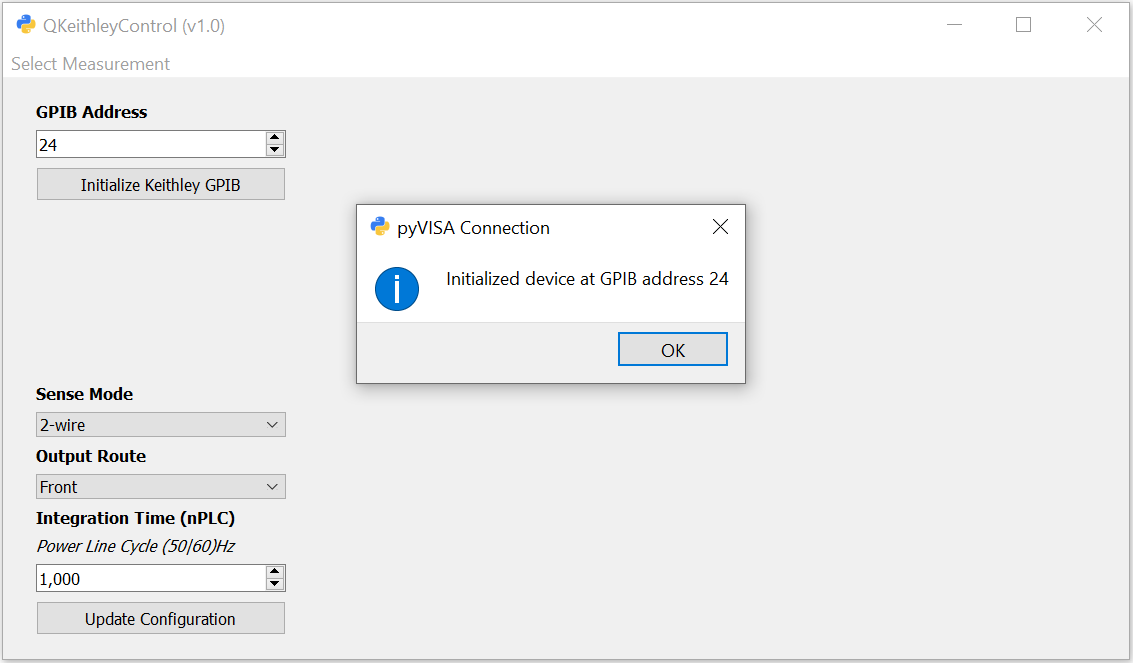 QKeithleyControl (v1.0)
Select Measurement
GPIB Address
24
Initialize Keithley GPIB
pyVISA Connection
Initialized device at GPIB address 24
OK
Sense Mode
2-wire
Output Route
Front
Integration Time (nPLC)
Power Line Cycle (50|60)Hz
1,000
Update Configuration